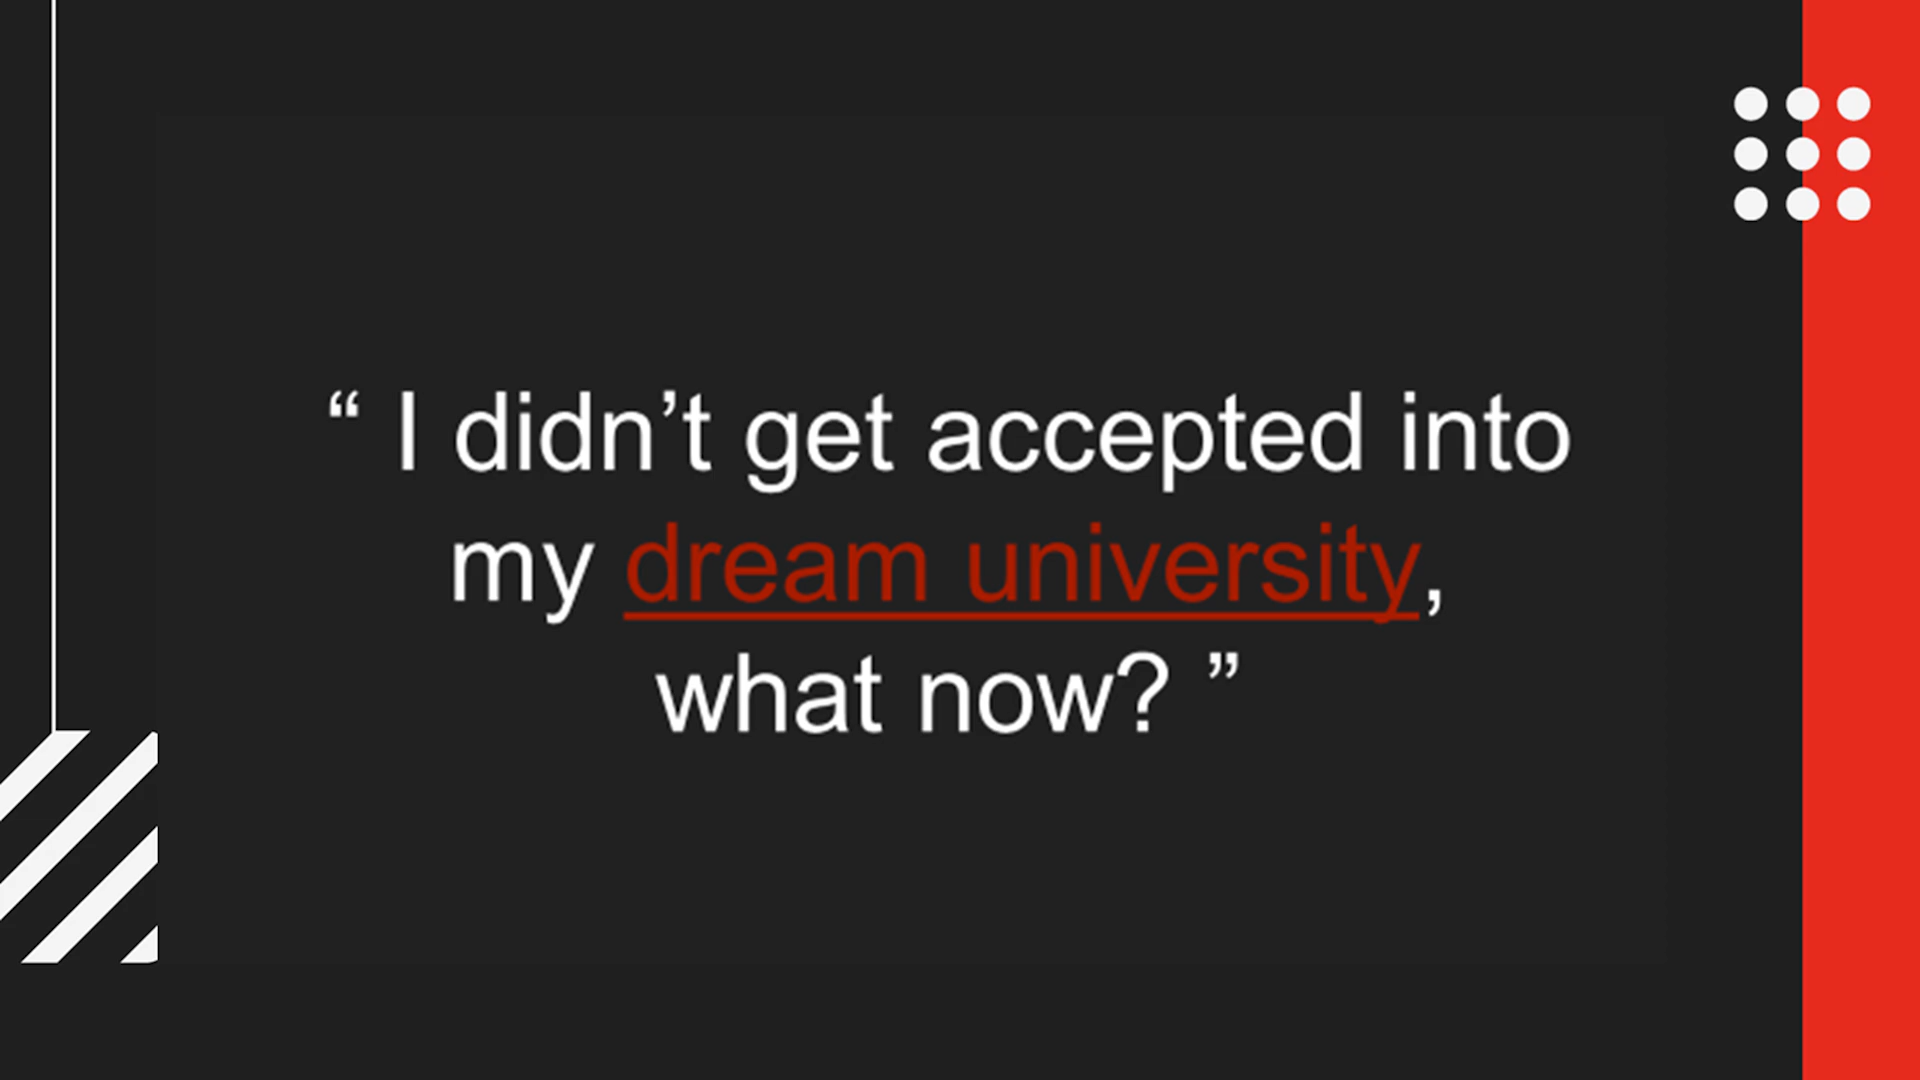 “ I didn’t get accepted into
my dream university,
what now? ”